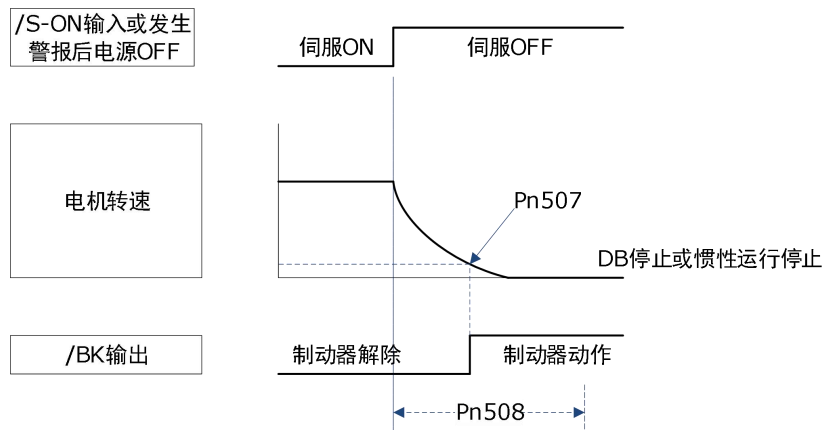 /S-ON输入或发生
警报后电源OFF
伺服ON
伺服OFF
电机转速
Pn507
DB停止或惯性运行停止
/BK输出
制动器解除
制动器动作
Pn508